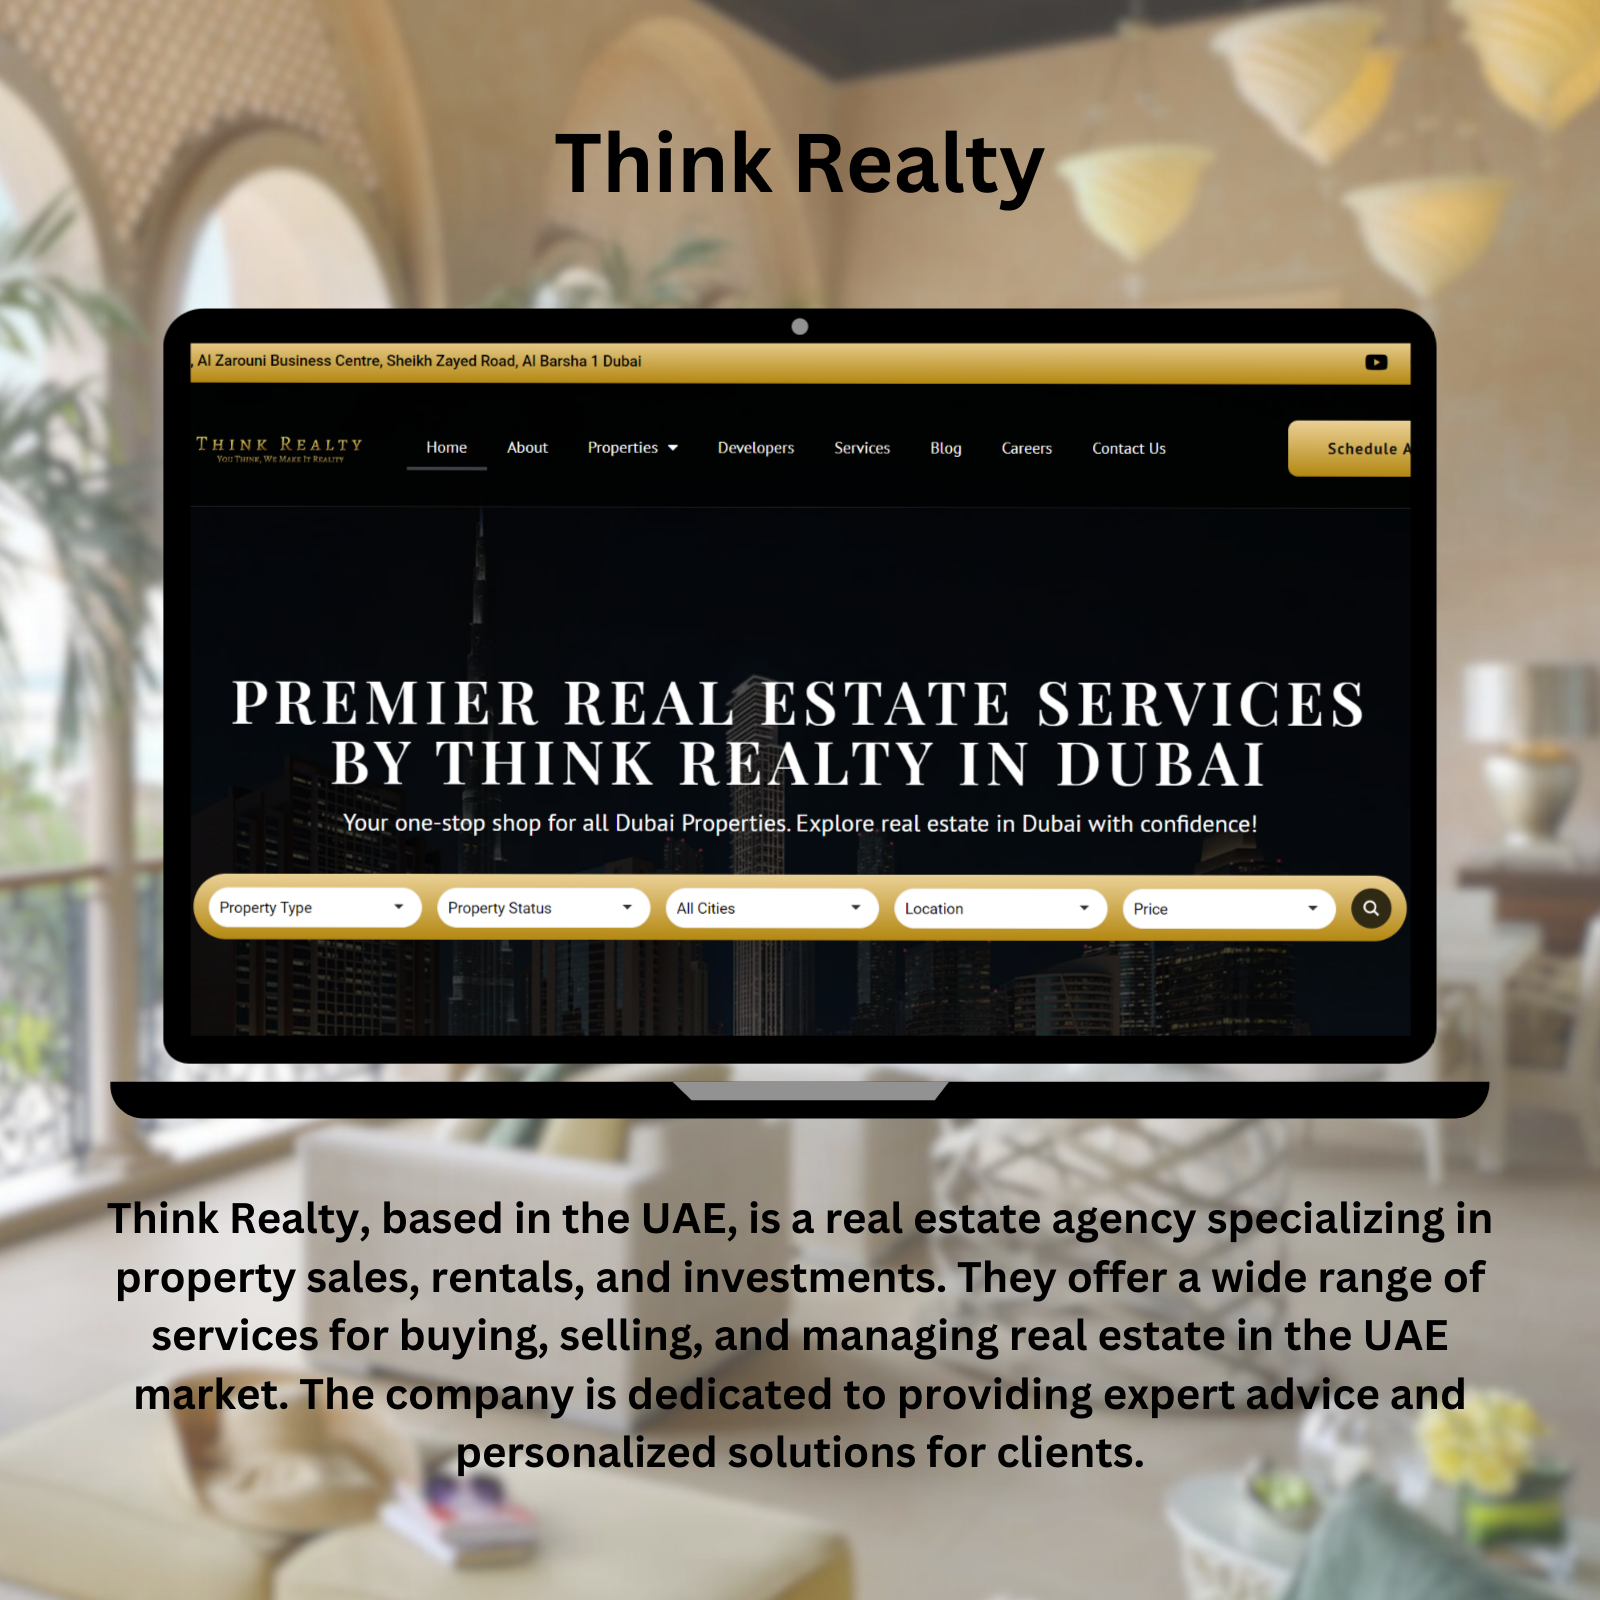 Think Realty
, Al Zarouni Business Centre, Sheikh Zayed Road, Al Barsha 1 Dubai
THINK REALTY
YOU THINK, WE MAKE IT REALITY
Home About Properties Developers Services Blog Careers Contact Us
Schedule A
PREMIER REAL ESTATE SERVICES
BY THINK REALTY IN DUBAI
Your one-stop shop for all Dubai Properties. Explore real estate in Dubai with confidence!
Property Type Property Status All Cities Location Price
Think Realty, based in the UAE, is a real estate agency specializing in
property sales, rentals, and investments. They offer a wide range of
services for buying, selling, and managing real estate in the UAE
market. The company is dedicated to providing expert advice and
personalized solutions for clients.